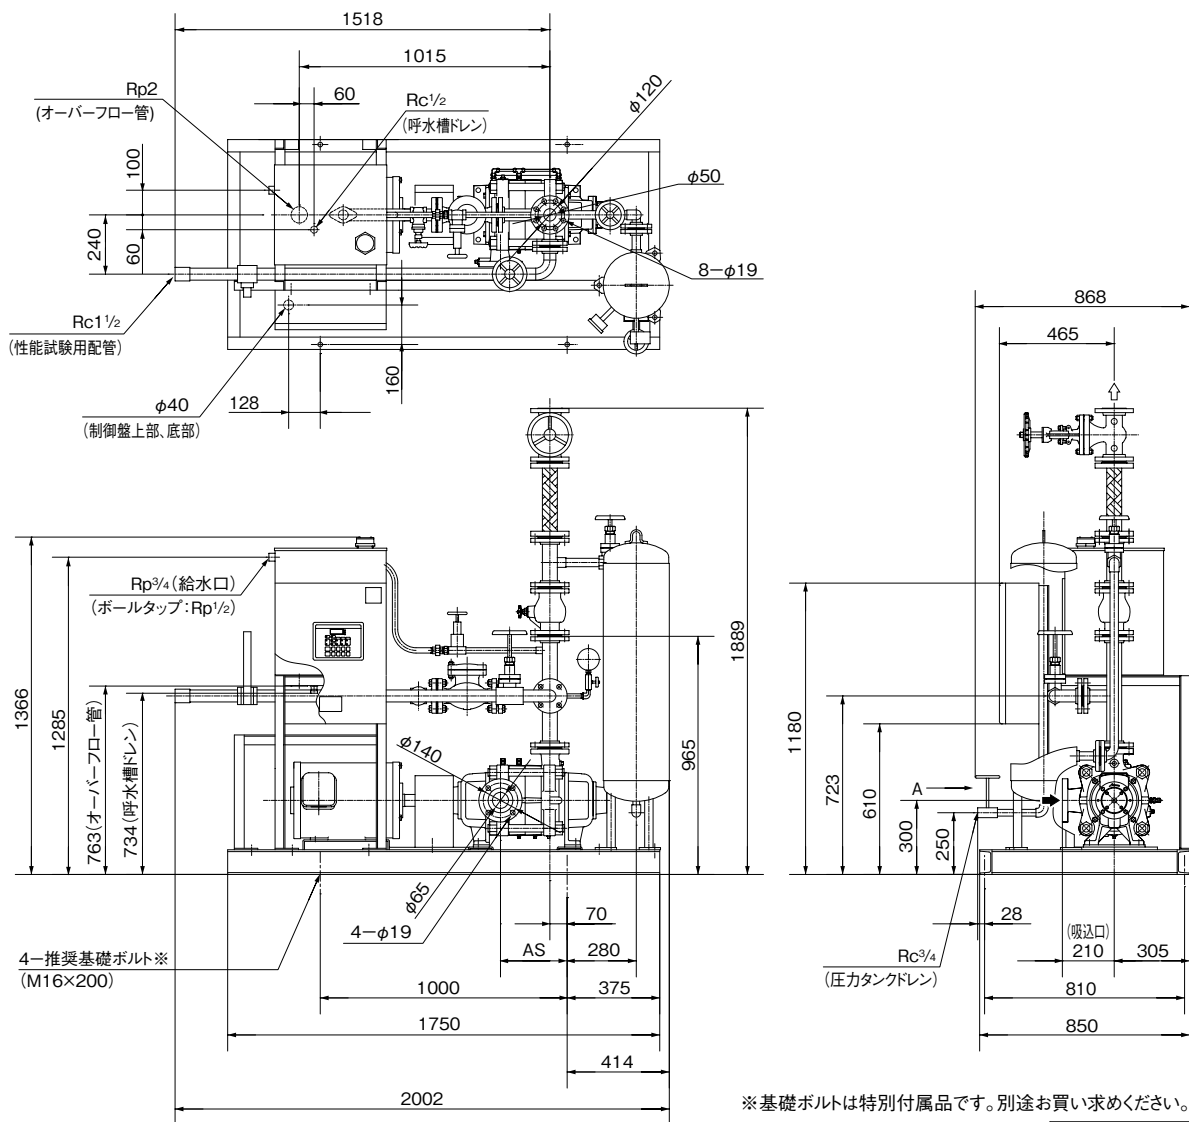 1518
1015
Rp2
(オーバーフロー管)
60
Rc1/2
(呼水槽ドレン)
φ120
100
φ50
240
60
8−φ19
Rc1 1/2
(性能試験用配管)
160
φ40
(制御盤上部、底部)
128
868
465
Rp3/4(給水口)
(ボールタップ:Rp1/2)
1366
1285
763(オーバーフロー管)
734(呼水槽ドレン)
φ140
965
1889
1180
723
610
300
250
A
φ65
4−φ19
70
AS
280
4−推奨基礎ボルト※
(M16×200)
1000
375
1750
414
2002
28
(吸込口)
210
305
Rc3/4
(圧力タンクドレン)
810
850
※基礎ボルトは特別付属品です。別途お買い求めください。